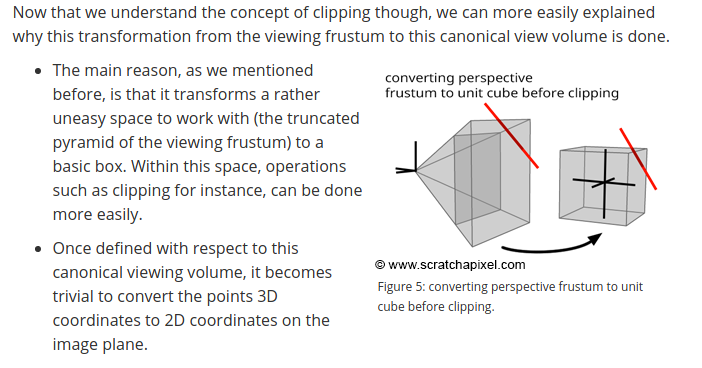 Now that we understand the concept of clipping though, we can more easily explained
why this transformation from the viewing frustum to this canonical view volume is done.
• The main reason, as we mentioned
before, is that it transforms a rather
uneasy space to work with (the truncated
pyramid of the viewing frustum) to a
basic box. Within this space, operations
such as clipping for instance, can be done
more easily.
• Once defined with respect to this
canonical viewing volume, it becomes
trivial to convert the points 3D
coordinates to 2D coordinates on the
image plane.
converting perspective
frustum to unit cube before clipping
© www.scratchapixel.com
Figure 5: converting perspective frustum to unit
cube before clipping.